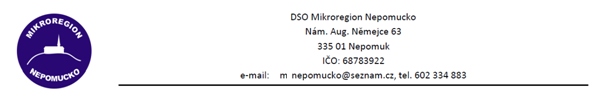 MIKROREGION
NEPOMUCKO
DSO Mikroregion Nepomucko
Nám. Aug. Němejce 63
335 01 Nepomuk
IČO: 68783922
e-mail: m nepomucko@seznam.cz, tel. 602 334 883